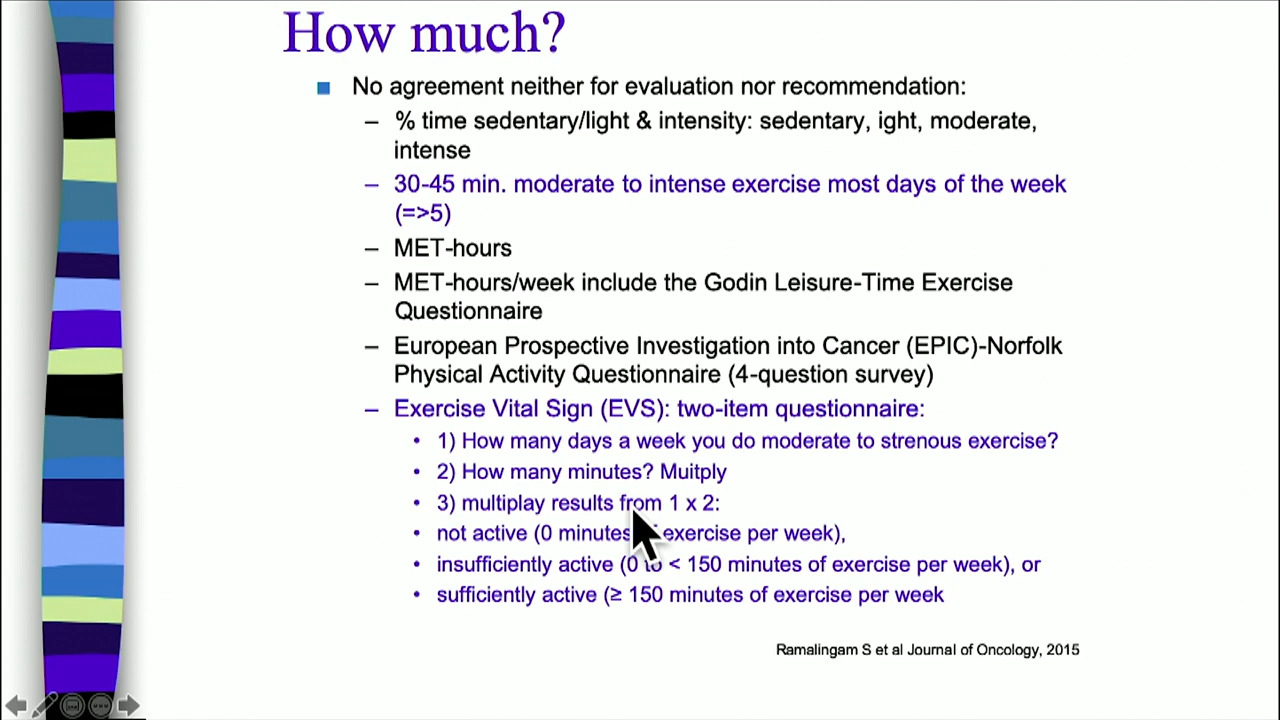 How much?
No agreement neither for evaluation nor recommendation:
– % time sedentary/light & intensity: sedentary, ight, moderate,
intense
– 30-45 min. moderate to intense exercise most days of the week
(=>5)
– MET-hours
– MET-hours/week include the Godin Leisure-Time Exercise
Questionnaire
– European Prospective Investigation into Cancer (EPIC)-Norfolk
Physical Activity Questionnaire (4-question survey)
– Exercise Vital Sign (EVS): two-item questionnaire:
• 1) How many days a week you do moderate to strenous exercise?
• 2) How many minutes? Muitply
• 3) multiplay results from 1 x 2:
• not active (0 minutes exercise per week),
• insufficiently active (0 to < 150 minutes of exercise per week), or
• sufficiently active (≥ 150 minutes of exercise per week
Ramalingam S et al Journal of Oncology, 2015